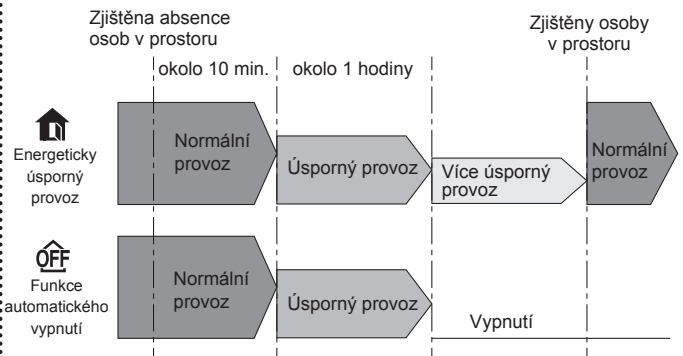 Zjištěna absence
osob v prostoru
Zjištěny osoby
v prostoru
okolo 10 min.
okolo 1 hodiny
Energeticky
úsporný
provoz
Normální
provoz
Úsporný provoz
Více úsporný
provoz
Normální
provoz
OFF
Funkce
automatického
vypnutí
Normální
provoz
Úsporný provoz
Vypnutí